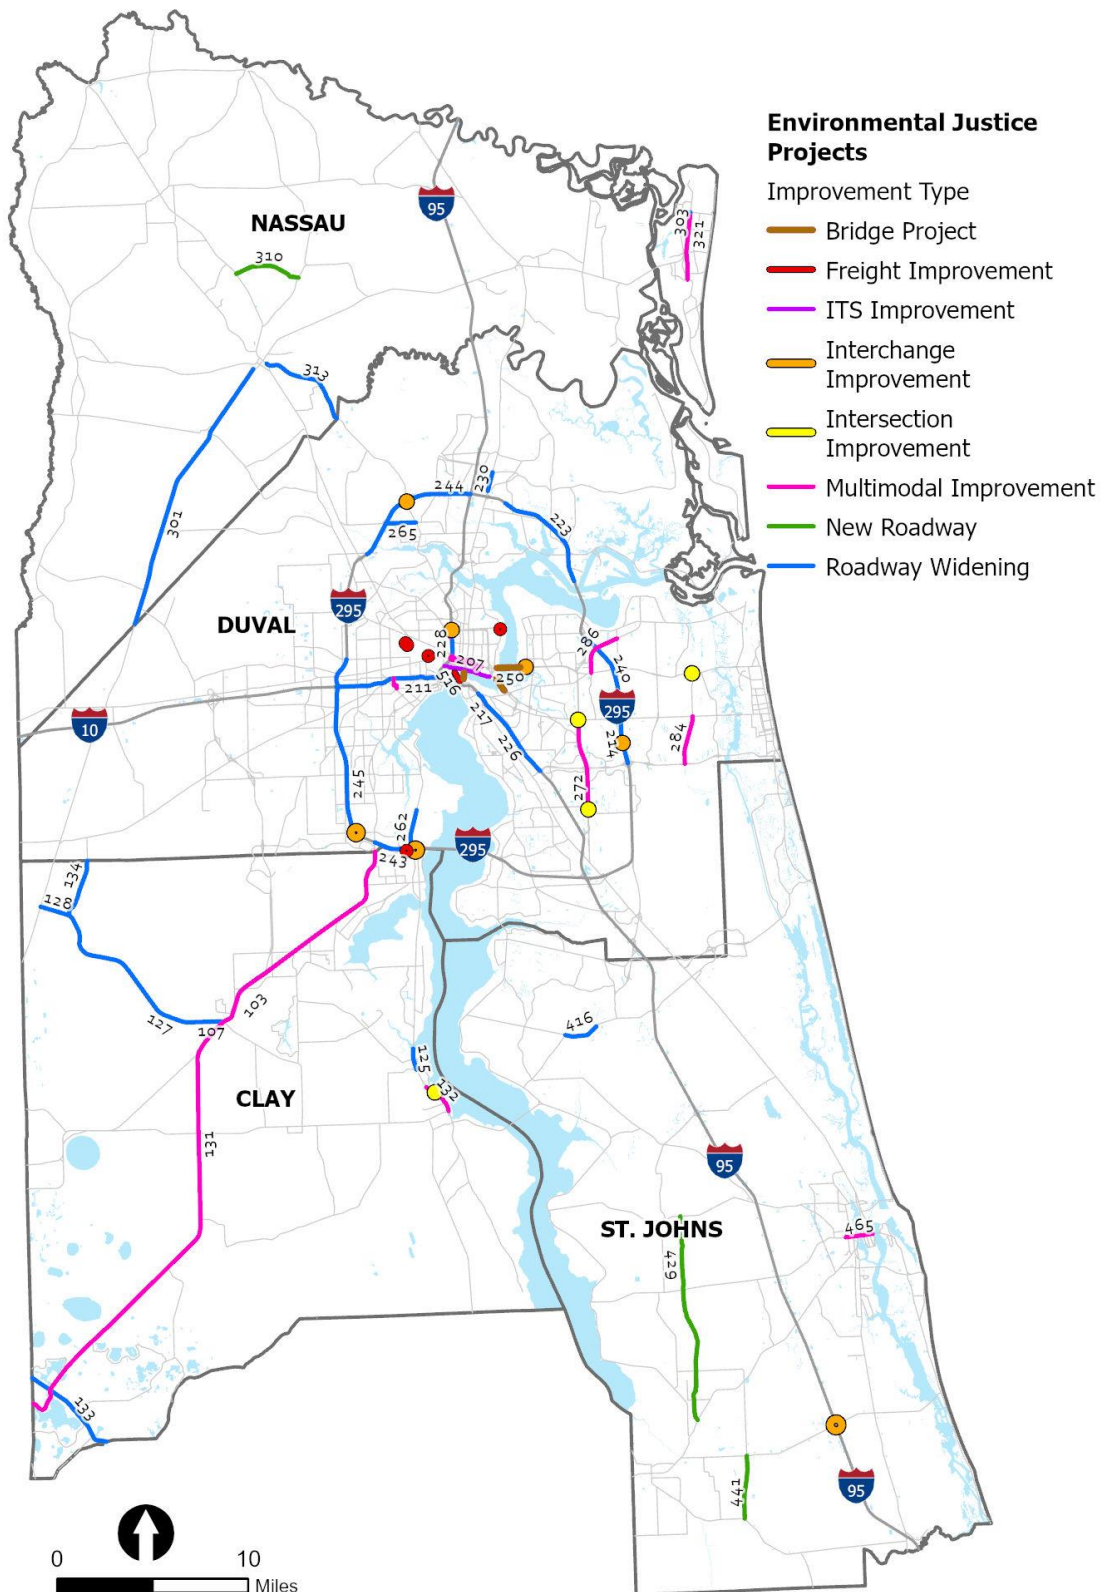 Environmental Justice
Projects
Improvement Type
Bridge Project
Freight Improvement
ITS Improvement
Interchange
Improvement
Intersection
Improvement
Multimodal Improvement
New Roadway
Roadway Widening
95
303
321
NASSAU
310
313
301
244
230
223
265
295
DUVAL
228
286
207
240
250
516
211
217
295
10
226
214
284
272
245
262
243
295
134
128
103
127
107
416
125
132
CLAY
131
95
ST. JOHNS
465
429
133
441
95
0
10
Miles